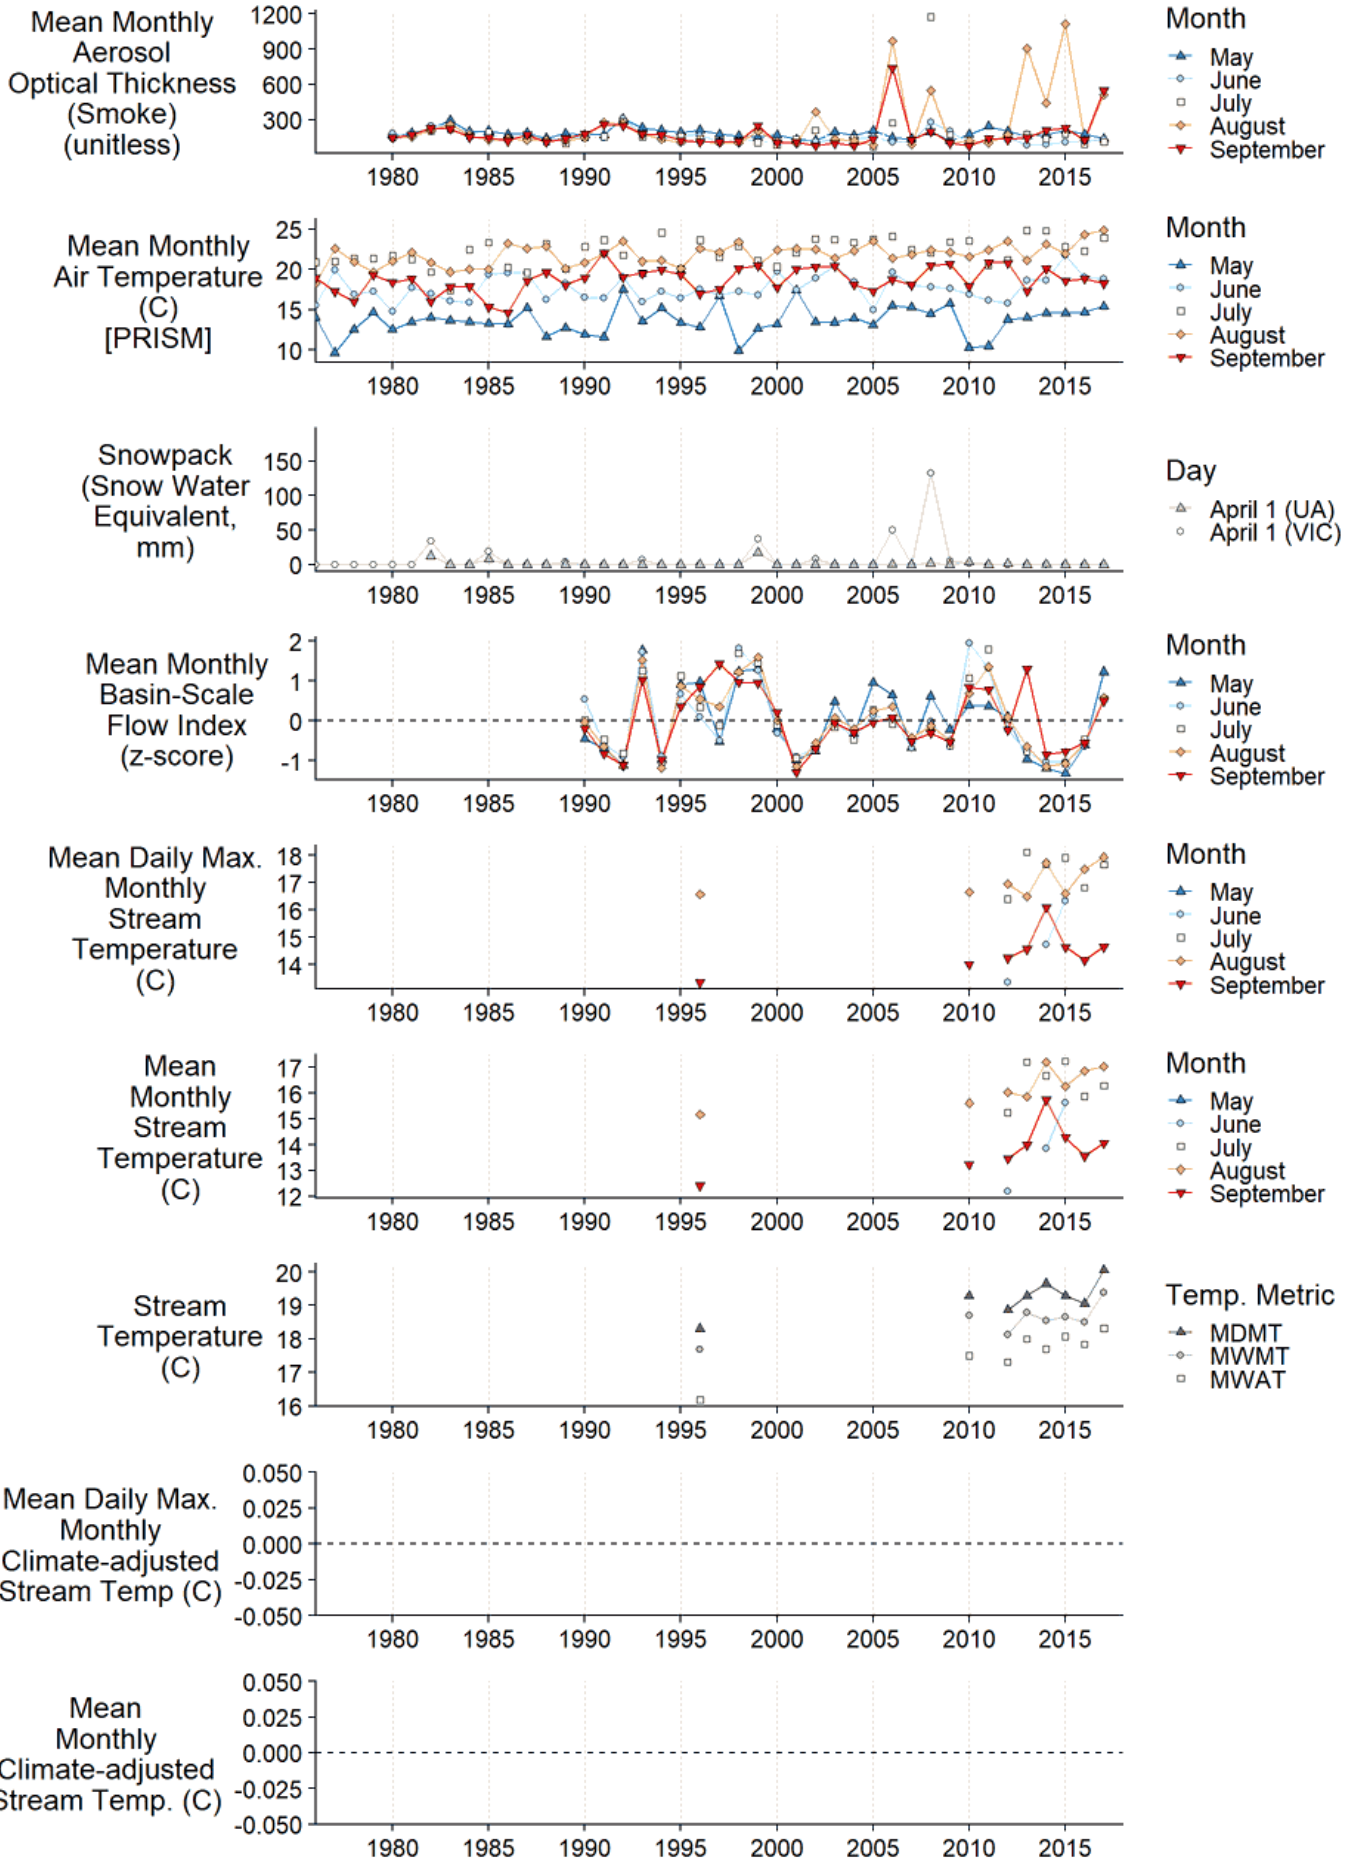 Mean Monthly
Aerosol
Optical Thickness
(Smoke)
(unitless)
1200
900
600
300
1980 1985 1990 1995 2000 2005 2010 2015
Month
May
June
July
August
September
Mean Monthly
Air Temperature
(C)
[PRISM]
25
20
15
10
1980 1985 1990 1995 2000 2005 2010 2015
Month
May
June
July
August
September
Snowpack
(Snow Water
Equivalent,
mm)
150
100
50
0
1980 1985 1990 1995 2000 2005 2010 2015
Day
April 1 (UA)
April 1 (VIC)
Mean Monthly
Basin-Scale
Flow Index
(z-score)
2
1
0
-1
1980 1985 1990 1995 2000 2005 2010 2015
Month
May
June
July
August
September
Mean Daily Max.
Monthly
Stream
Temperature
(C)
18
17
16
15
14
1980 1985 1990 1995 2000 2005 2010 2015
Month
May
June
July
August
September
Mean
Monthly
Stream
Temperature
(C)
17
16
15
14
13
12
1980 1985 1990 1995 2000 2005 2010 2015
Month
May
June
July
August
September
Stream
Temperature
(C)
20
19
18
17
16
1980 1985 1990 1995 2000 2005 2010 2015
Temp. Metric
MDMT
MWMT
MWAT
Mean Daily Max.
Monthly
Climate-adjusted
Stream Temp (C)
0.050
0.025
0.000
-0.025
-0.050
1980 1985 1990 1995 2000 2005 2010 2015
Mean
Monthly
Climate-adjusted
Stream Temp. (C)
0.050
0.025
0.000
-0.025
-0.050
1980 1985 1990 1995 2000 2005 2010 2015